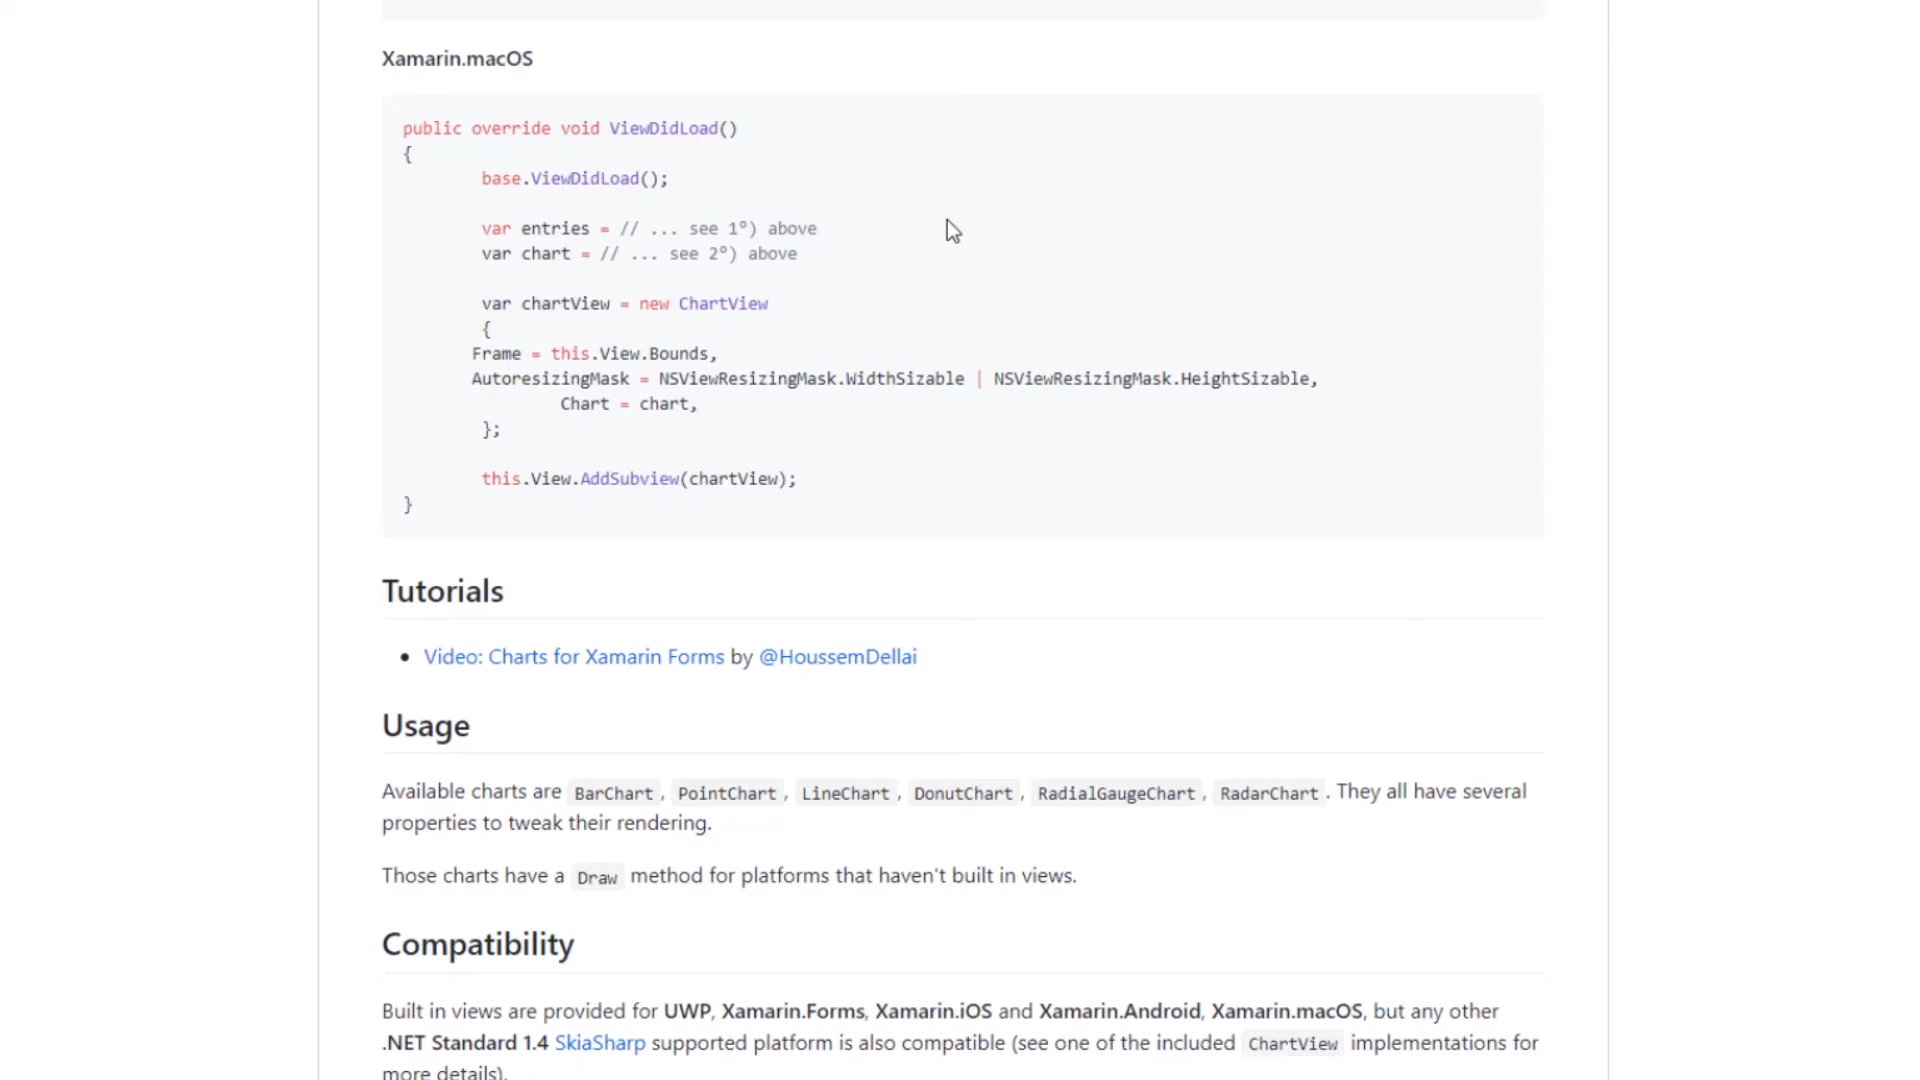 Xamarin.macOS
public override void ViewDidLoad()
{
base.ViewDidLoad();
var entries = // ... see 1º) above
var chart = // ... see 2º) above
var chartView = new ChartView
{
Frame = this.View.Bounds,
AutoresizingMask = NSViewResizingMask.WidthSizable | NSViewResizingMask.HeightSizable,
Chart = chart,
};
this.View.AddSubview(chartView);
}
Tutorials
• Video: Charts for Xamarin Forms by @HoussemDellai
Usage
Available charts are BarChart, PointChart, LineChart, DonutChart, RadialGaugeChart, RadarChart. They all have several
properties to tweak their rendering.
Those charts have a Draw method for platforms that haven't built in views.
Compatibility
Built in views are provided for UWP, Xamarin.Forms, Xamarin.iOS and Xamarin.Android, Xamarin.macOS, but any other
.NET Standard 1.4 SkiaSharp supported platform is also compatible (see one of the included ChartView implementations for
more details).